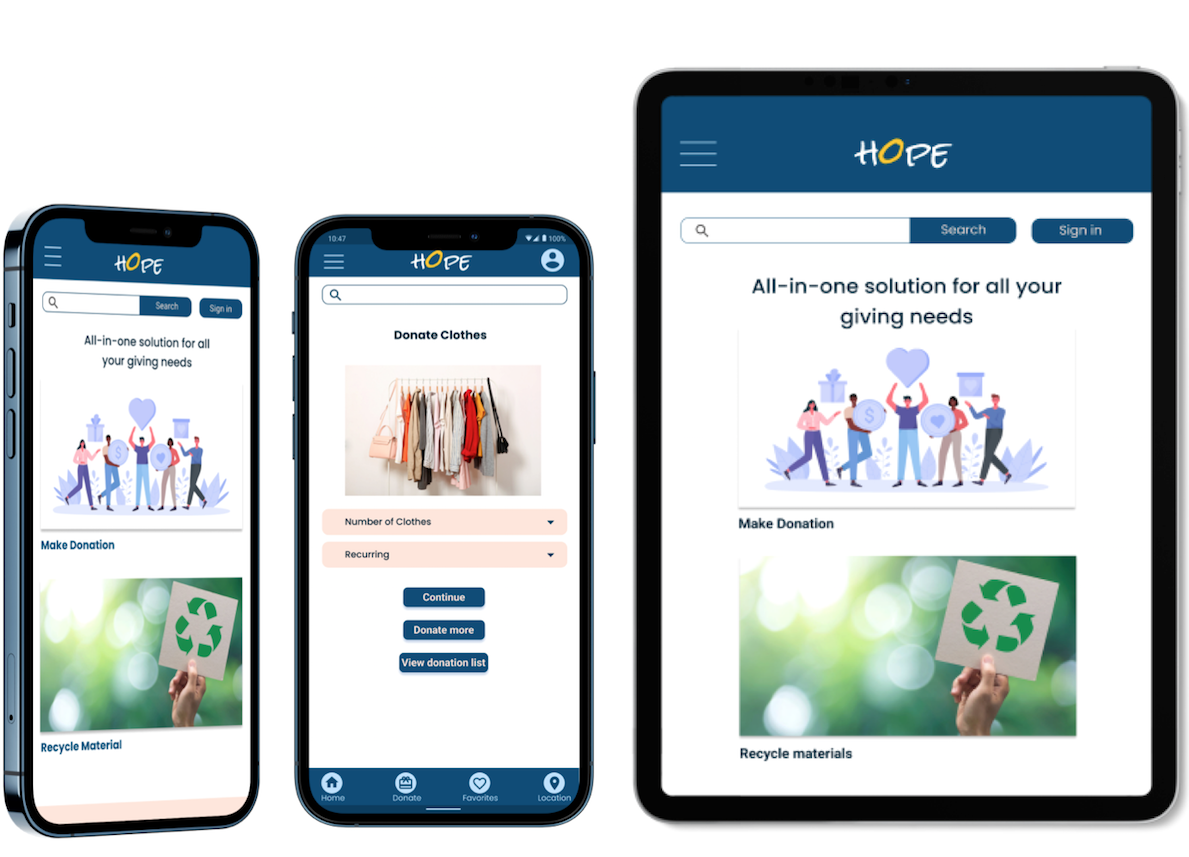 HOPE
Search
Sign in
All-in-one solution for all
your giving needs
$
Make Donation
Recycle Material
10:47
100%
HOPE
Donate Clothes
Number of Clothes
Recurring
Continue
Donate more
View donation list
Home
Donate
Favorites
Location
HOPE
Search
Sign in
All-in-one solution for all your
giving needs
$
Make Donation
Recycle materials